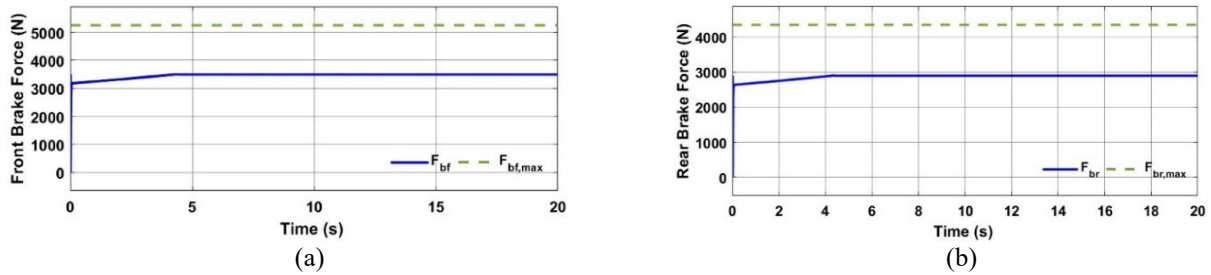 Front Brake Force (N)
5000
4000
3000
2000
1000
0
F_bf F_bf,max
0 5 10 15 20
Time (s)
(a)
Rear Brake Force (N)
4000
3000
2000
1000
0
F_br F_br,max
0 2 4 6 8 10 12 14 16 18 20
Time (s)
(b)